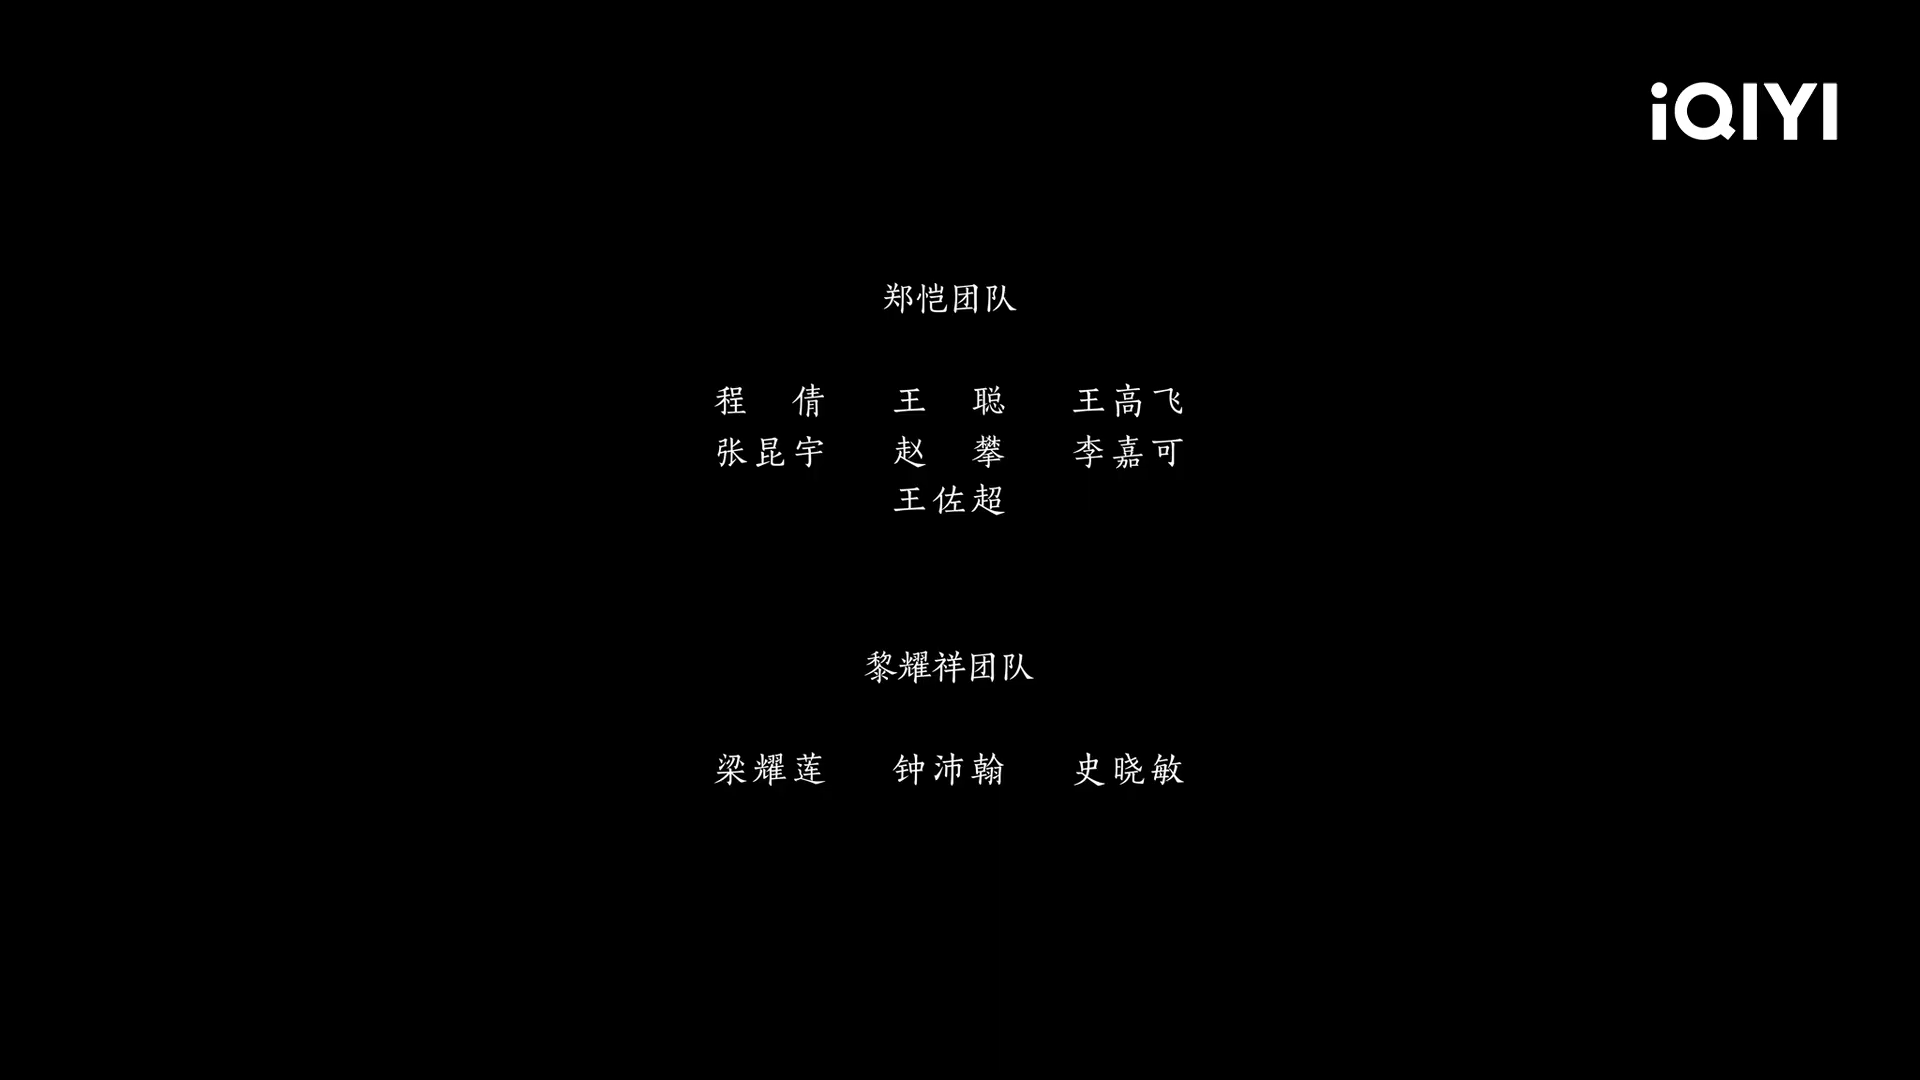 iQIYI
郑恺团队
程 倩 王 聪 王高飞
张昆宇 赵 攀 李嘉可
王佐超
黎耀祥团队
梁耀莲 钟沛翰 史晓敏